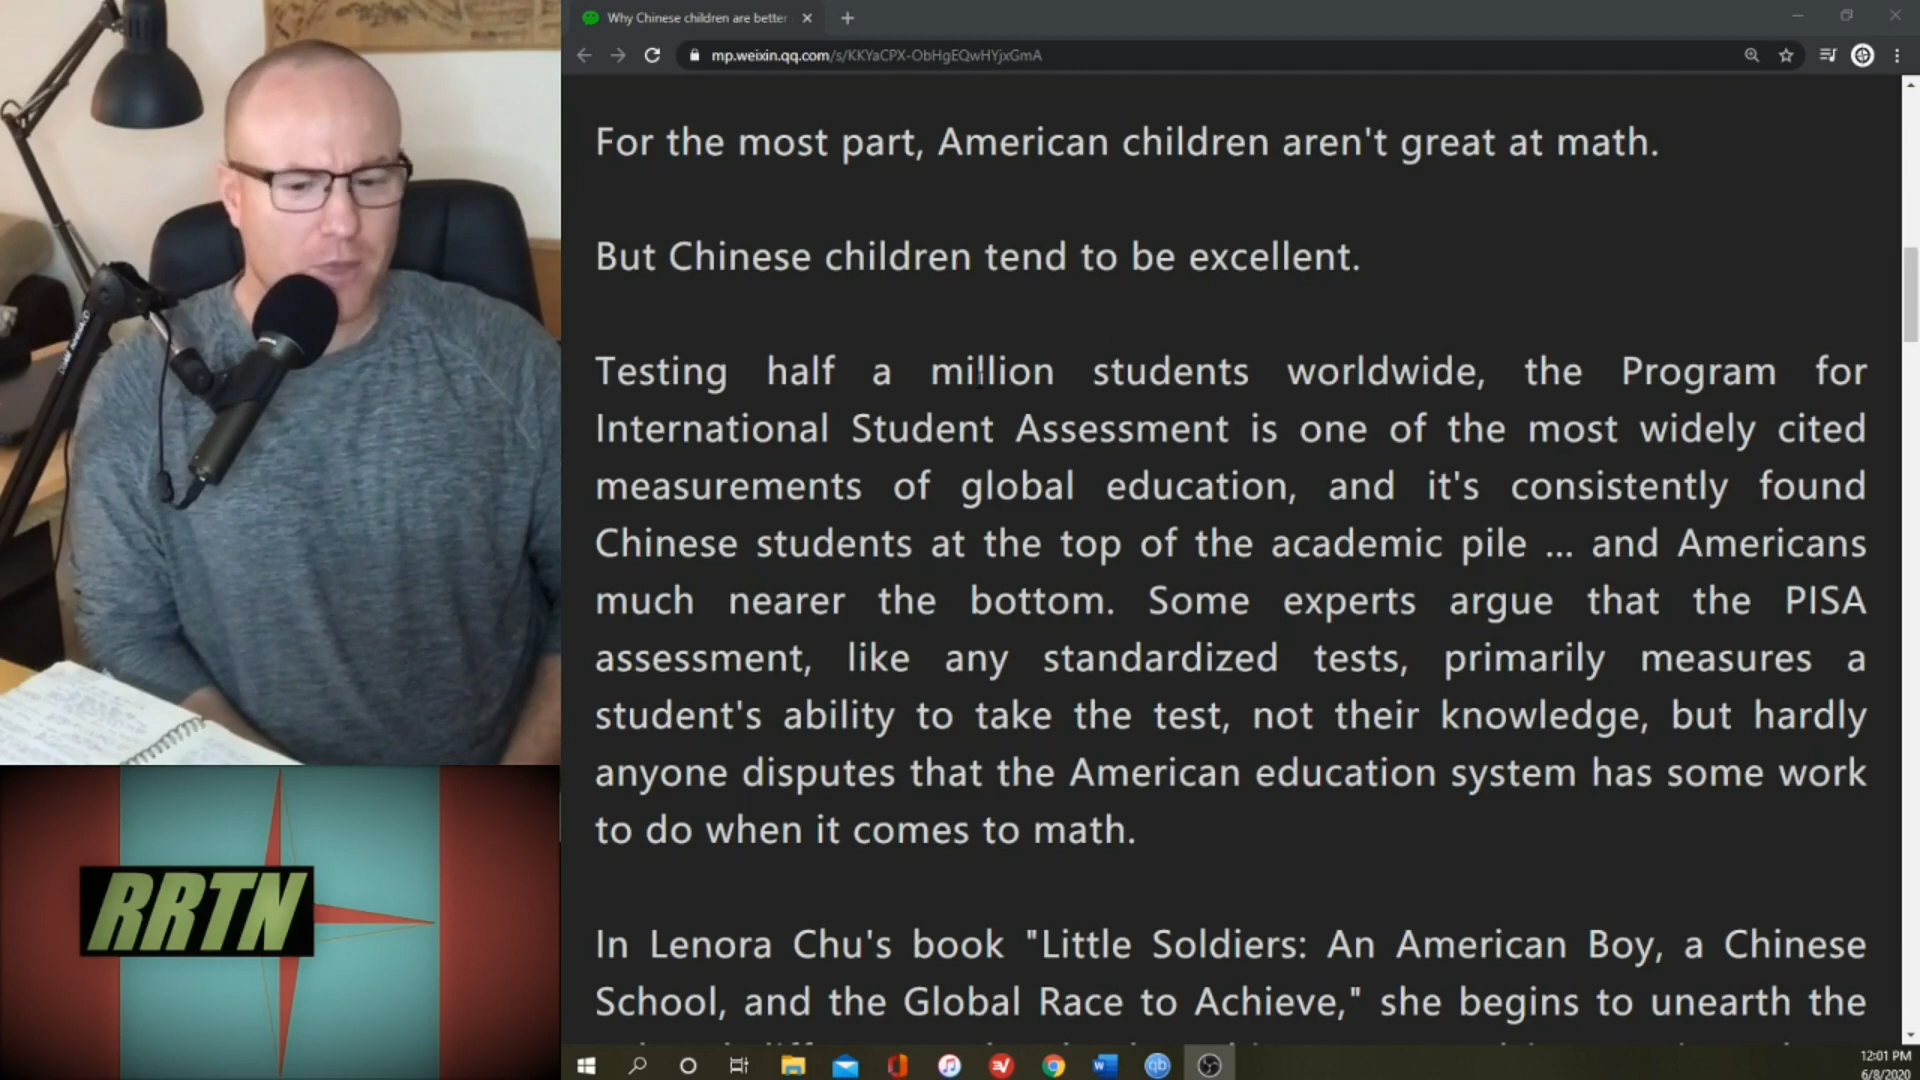 Why Chinese children are better
mp.weixin.qq.com/s/KKYaCPX-ObHgEQwHYjxGmA
For the most part, American children aren't great at math.
But Chinese children tend to be excellent.
Testing half a million students worldwide, the Program for
International Student Assessment is one of the most widely cited
measurements of global education, and it's consistently found
Chinese students at the top of the academic pile ... and Americans
much nearer the bottom. Some experts argue that the PISA
assessment, like any standardized tests, primarily measures a
student's ability to take the test, not their knowledge, but hardly
anyone disputes that the American education system has some work
to do when it comes to math.
In Lenora Chu's book "Little Soldiers: An American Boy, a Chinese
School, and the Global Race to Achieve," she begins to unearth the
RRTN
12:01 PM
6/8/2020